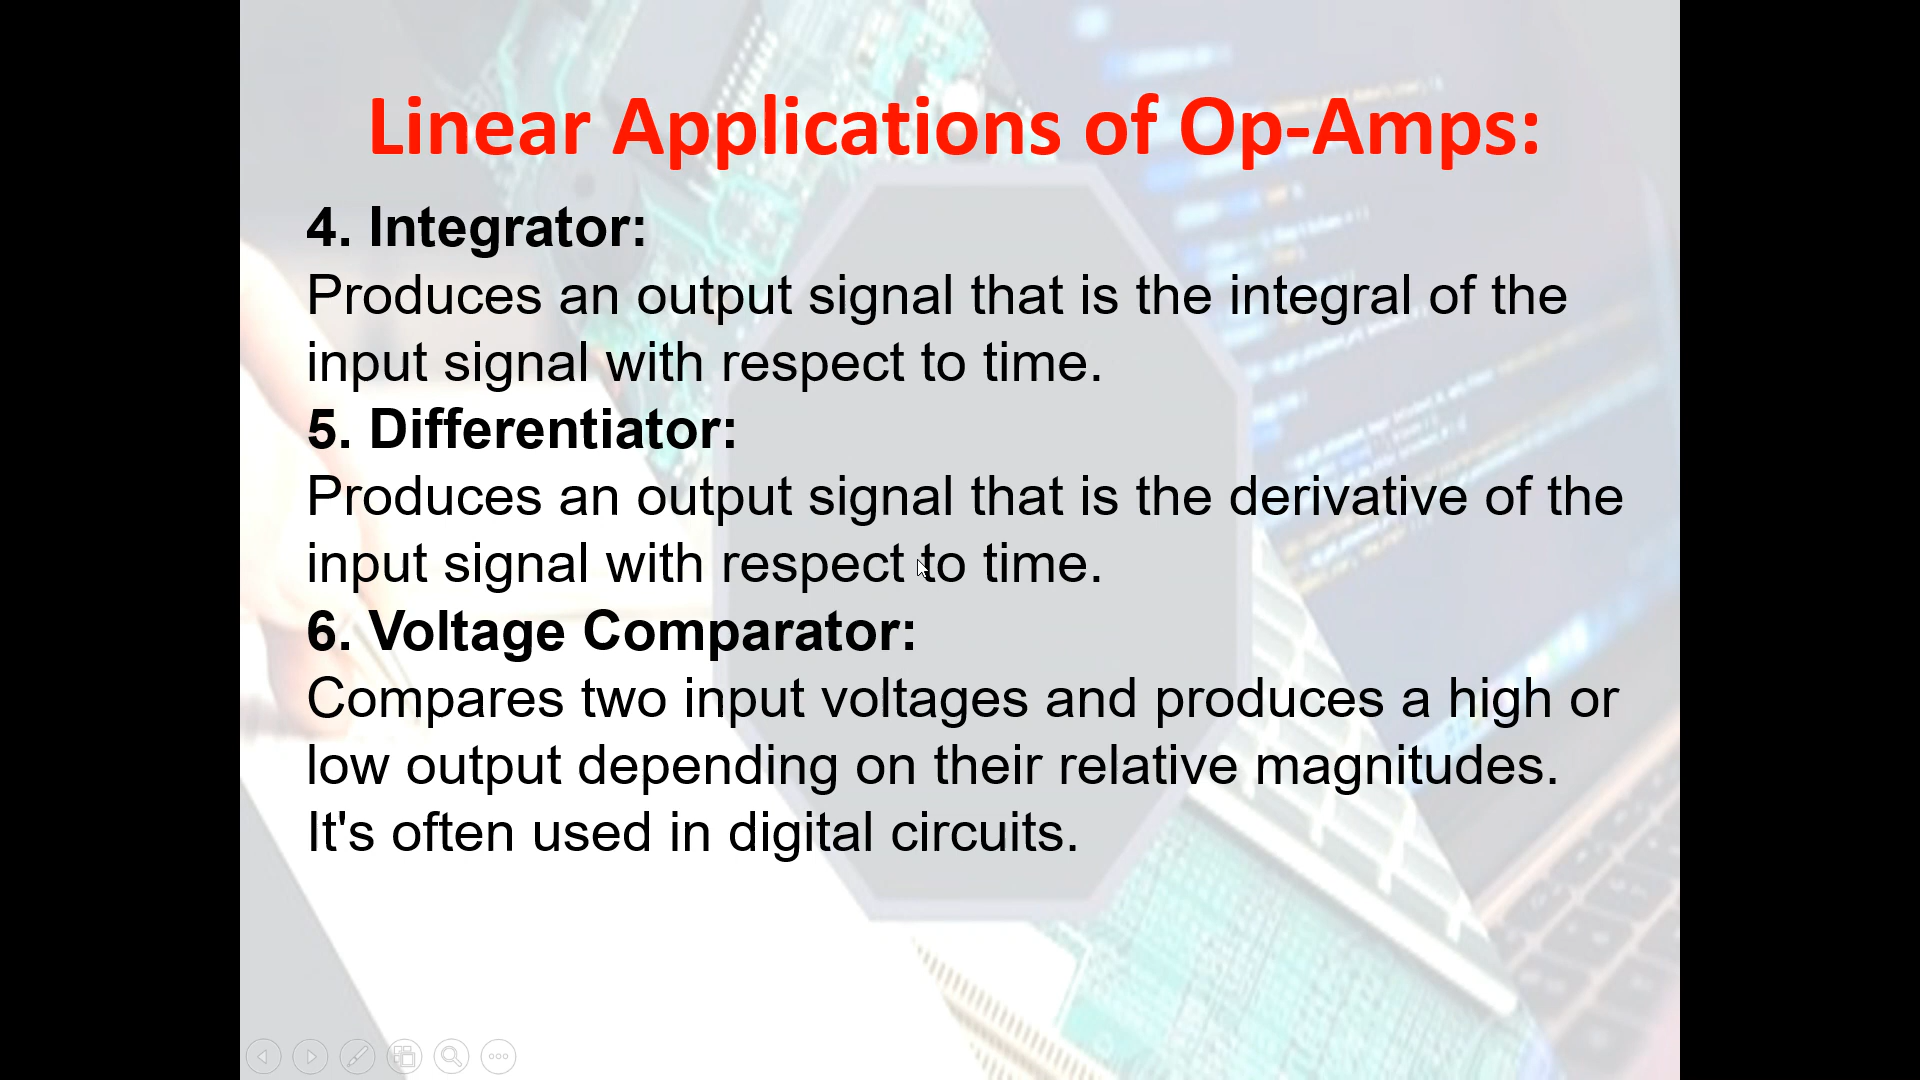 Linear Applications of Op-Amps:
4. Integrator:
Produces an output signal that is the integral of the
input signal with respect to time.
5. Differentiator:
Produces an output signal that is the derivative of the
input signal with respect to time.
6. Voltage Comparator:
Compares two input voltages and produces a high or
low output depending on their relative magnitudes.
It's often used in digital circuits.